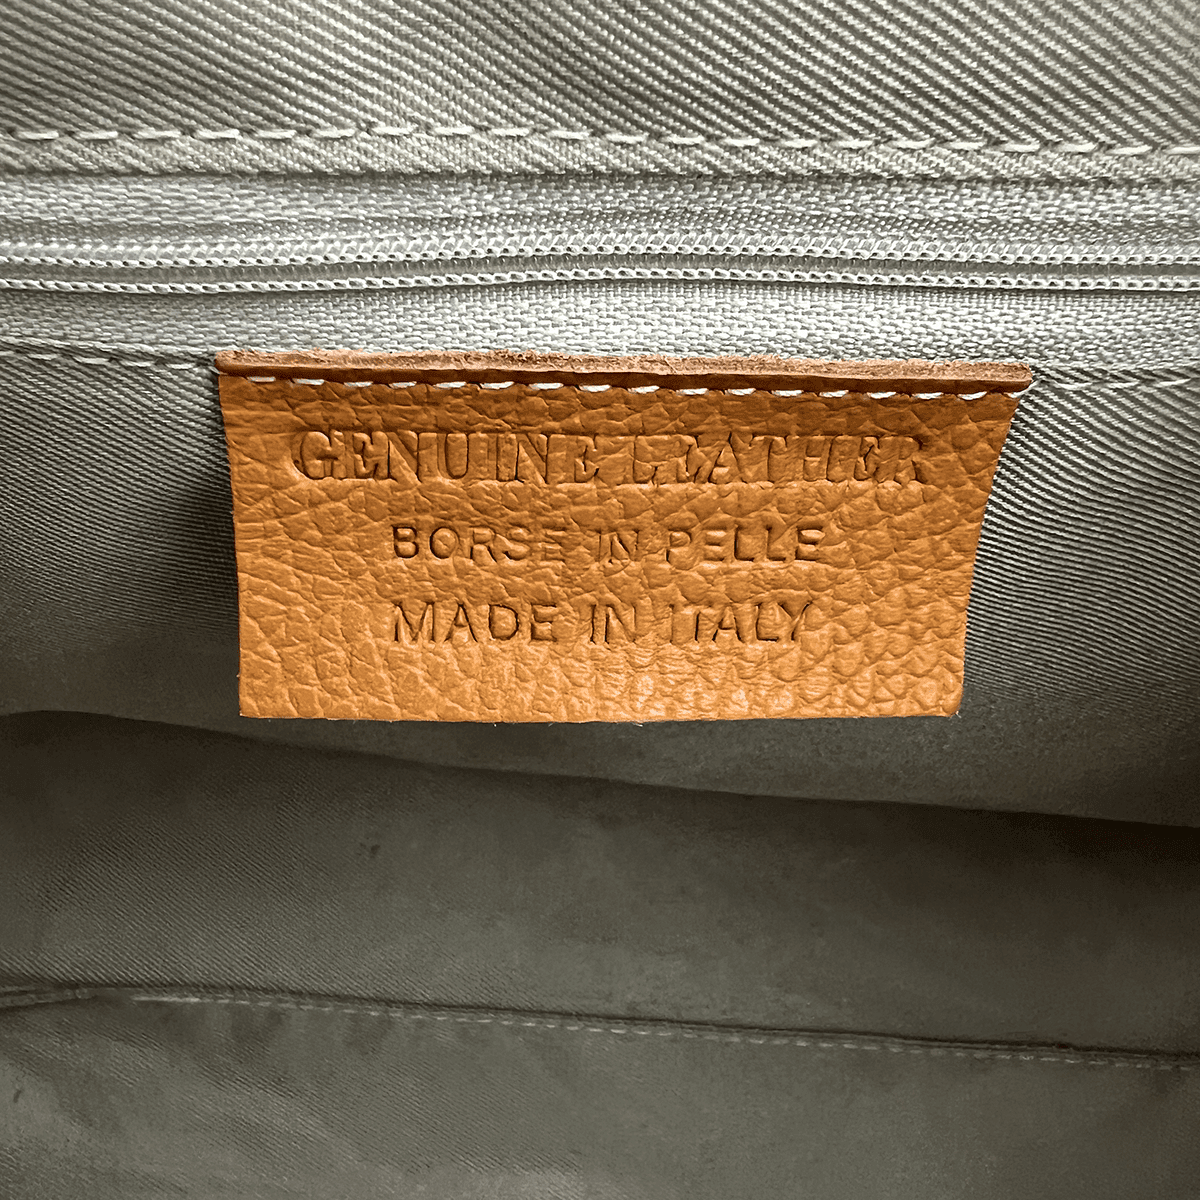 GENUINE LEATHER
BORSE IN PELLE
MADE IN ITALY